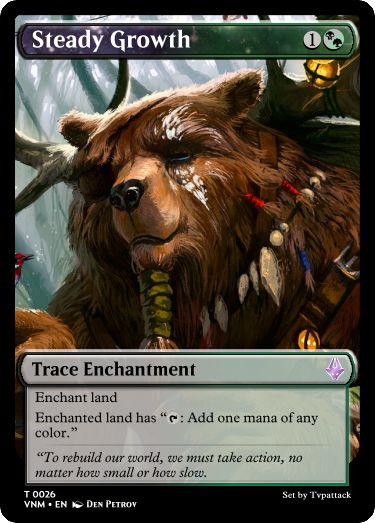 Steady Growth 1
Trace Enchantment
Enchant land
Enchanted land has “: Add one mana of any
color.”
“To rebuild our world, we must take action, no
matter how small or how slow.
T 0026
VNM • EN Den Petrov
Set by Tvpattack